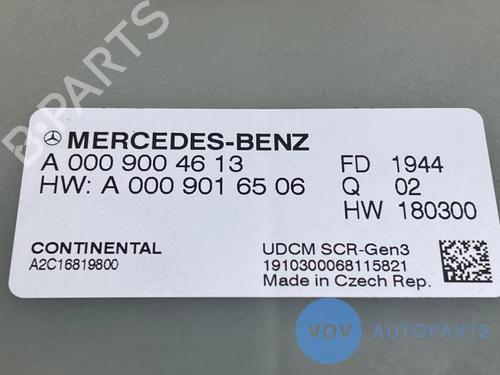 B-PARTS
MERCEDES-BENZ
A 000 900 46 13 FD 1944
HW: A 000 901 65 06 Q 02
HW 180300
CONTINENTAL UDCM SCR-Gen3
A2C16819800 1910300068115821
Made in Czech Rep.
VDV AUTOPARTS